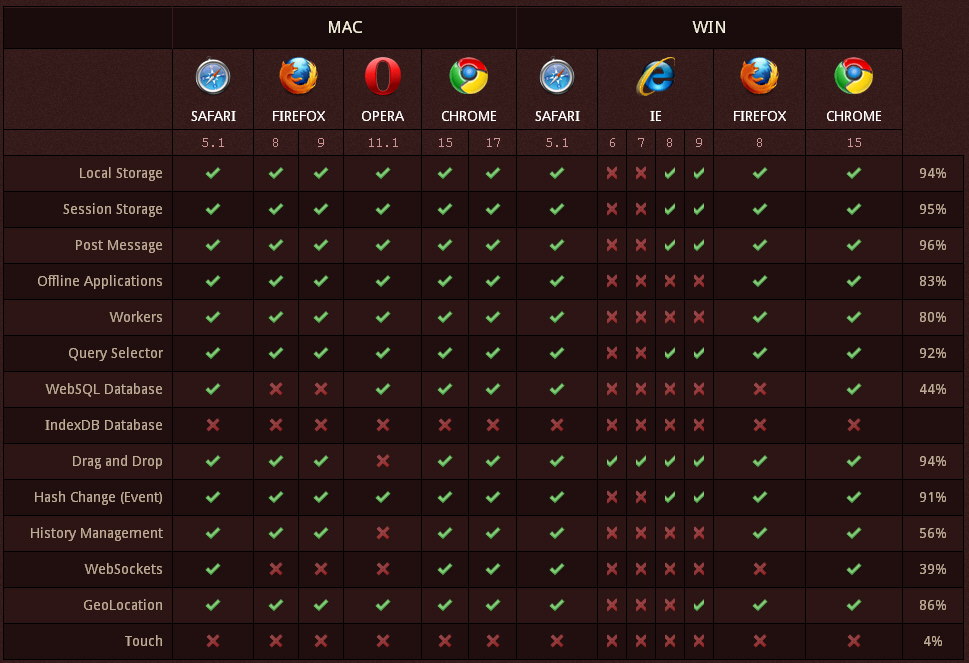 MAC WIN
SAFARI FIREFOX OPERA CHROME SAFARI IE FIREFOX CHROME
5.1 8 9 11.1 15 17 5.1 6 7 8 9 8 15
Local Storage 94%
Session Storage 95%
Post Message 96%
Offline Applications 83%
Workers 80%
Query Selector 92%
WebSQL Database 44%
IndexDB Database
Drag and Drop 94%
Hash Change (Event) 91%
History Management 56%
WebSockets 39%
GeoLocation 86%
Touch 4%